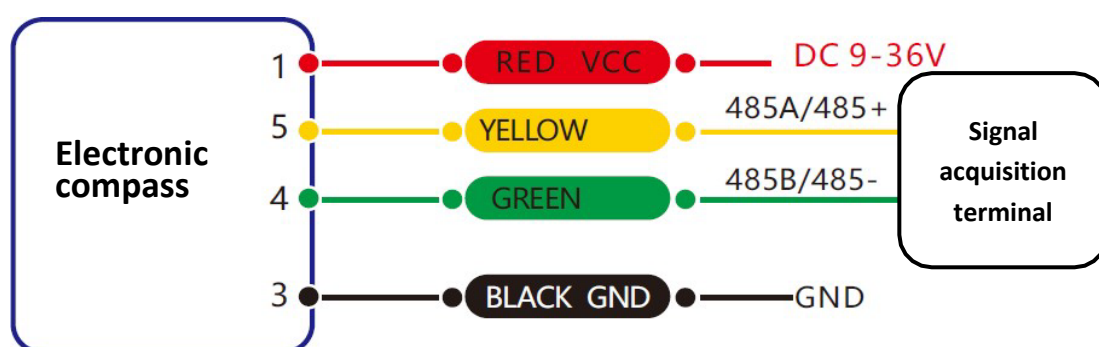 Electronic
compass
1
RED VCC
DC 9-36V
5
YELLOW
485A/485+
4
GREEN
485B/485-
3
BLACK GND
GND
Signal
acquisition
terminal